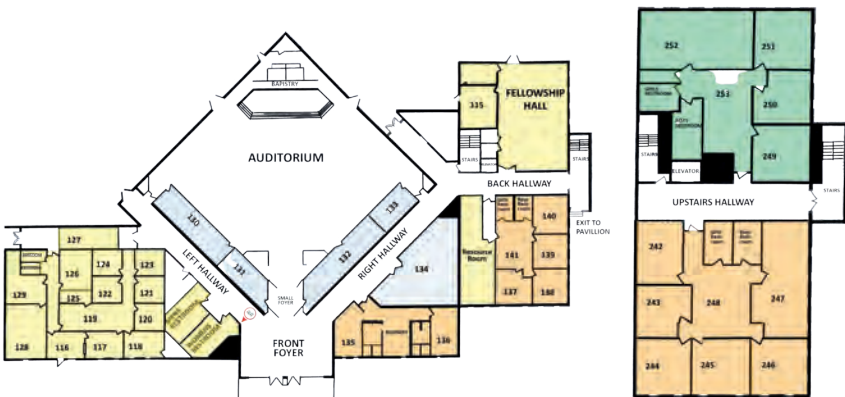 BAPISTRY
AUDITORIUM
115
FELLOWSHIP
HALL
STAIRS
STAIRS
BACK HALLWAY
EXIT TO
PAVILLION
130
131
133
132
LEFT HALLWAY
RIGHT HALLWAY
134
SMALL
FOYER
FRONT
FOYER
Resource
Room
141
140
139
137
138
135
136
127
126
124
123
125
122
121
129
119
120
128
116
117
118
252
251
253
250
249
STAIRS
ELEVATOR
STAIRS
UPSTAIRS HALLWAY
242
243
248
247
244
245
246